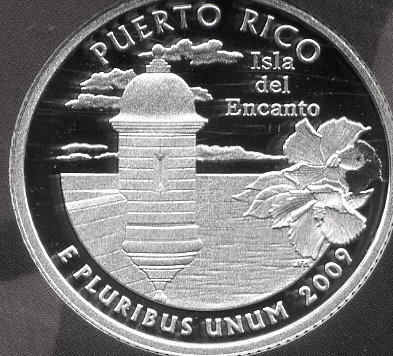 PUERTO RICO
Isla
del
Encanto
E PLURIBUS UNUM 2009